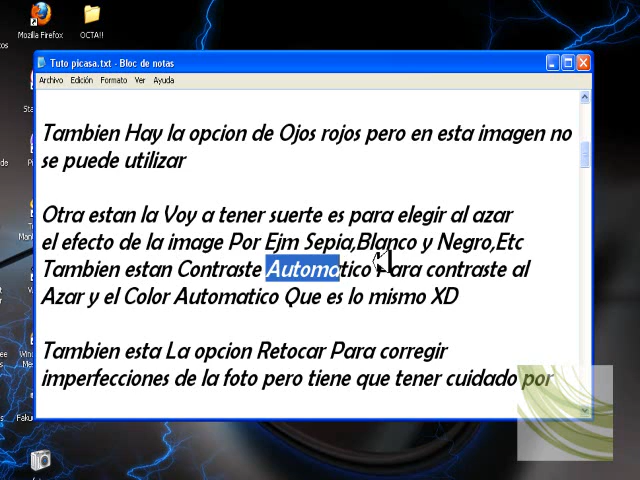 Mozilla Firefox
OCTA!!
Tuto picasa.txt - Bloc de notas
Archivo Edición Formato Ver Ayuda
Tambien Hay la opcion de Ojos rojos pero en esta imagen no
se puede utilizar
Otra estan la Voy a tener suerte es para elegir al azar
el efecto de la image Por Ejm Sepia,Blanco y Negro,Etc
Tambien estan Contraste Automatico Para contraste al
Azar y el Color Automatico Que es lo mismo XD
Tambien esta La opcion Retocar Para corregir
imperfecciones de la foto pero tiene que tener cuidado por